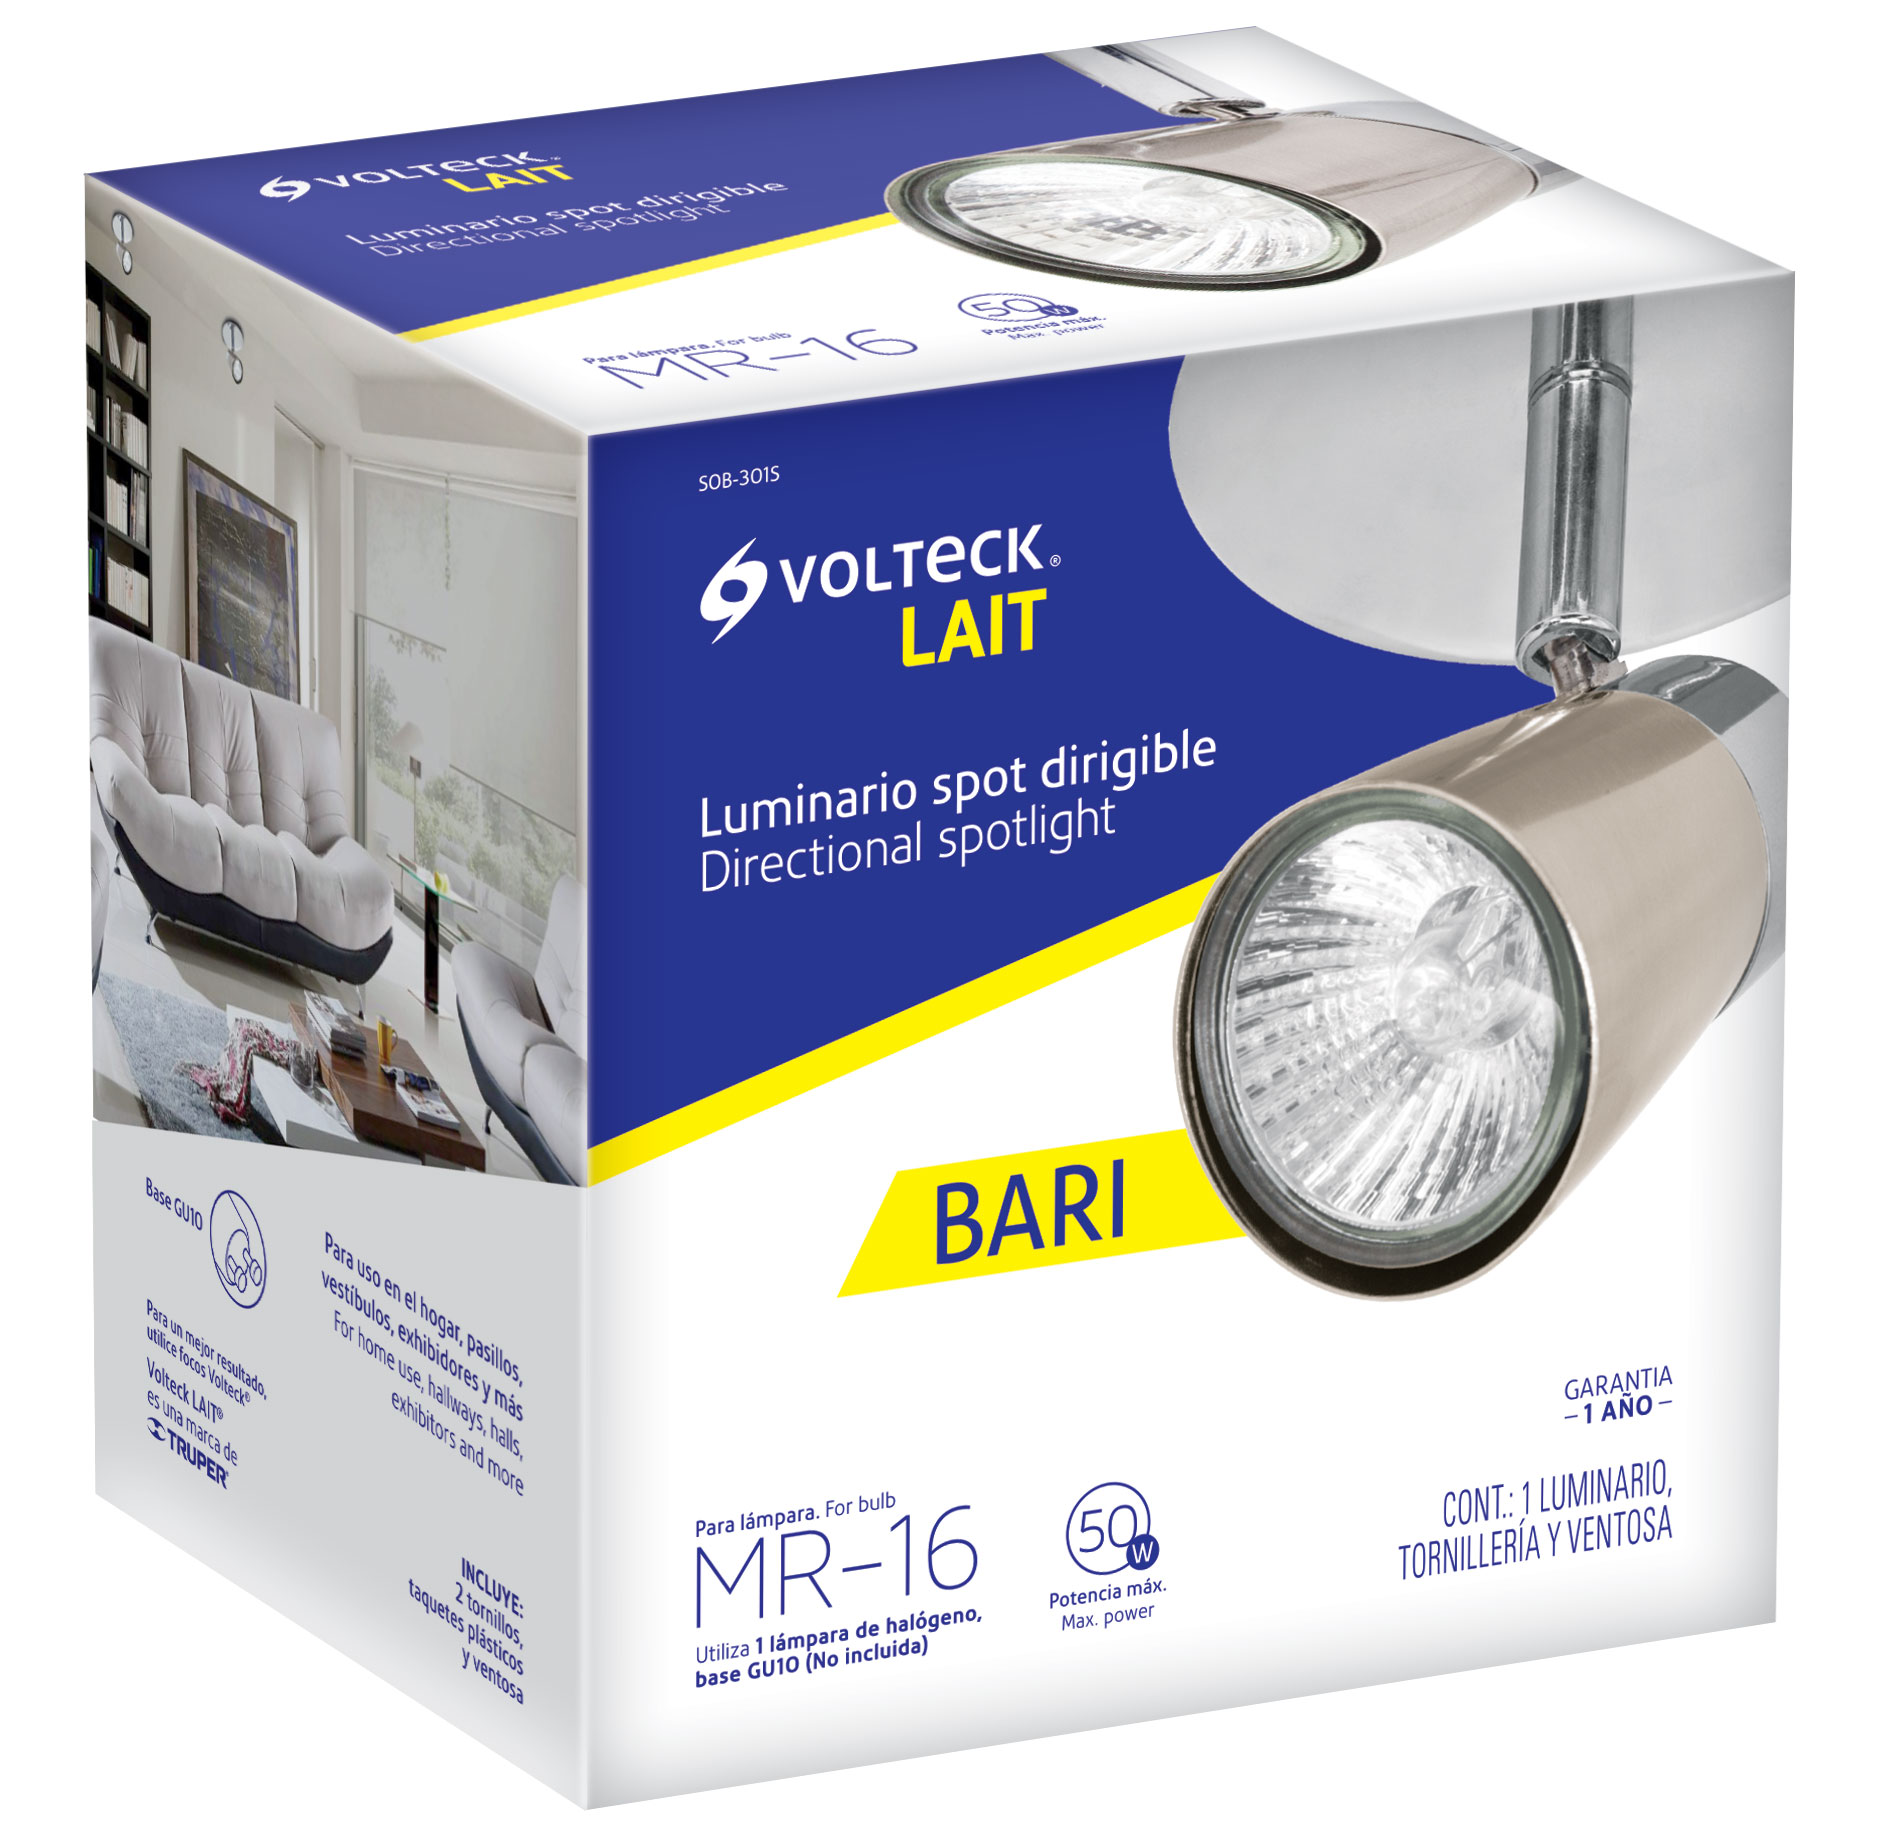 VOLTECK®
LAIT
Luminario spot dirigible
Directional spotlight
Para lámpara. For bulb
MR-16
50 W
Potencia máx.
Max. power
SOB-301S
VOLTECK®
LAIT
Luminario spot dirigible
Directional spotlight
BARI
GARANTIA
– 1 AÑO –
CONT.: 1 LUMINARIO,
TORNILLERÍA Y VENTOSA
Para lámpara. For bulb
MR-16
Utiliza 1 lámpara de halógeno,
base GU10 (No incluida)
50 W
Potencia máx.
Max. power
Base GU10
Para un mejor resultado,
utilice focos Volteck®
Volteck LAIT®
es una marca de
TRUPER®
Para uso en el hogar, pasillos,
vestíbulos, exhibidores y más
For home use, hallways, halls,
exhibitors and more
INCLUYE:
2 tornillos,
taquetes plásticos
y ventosa